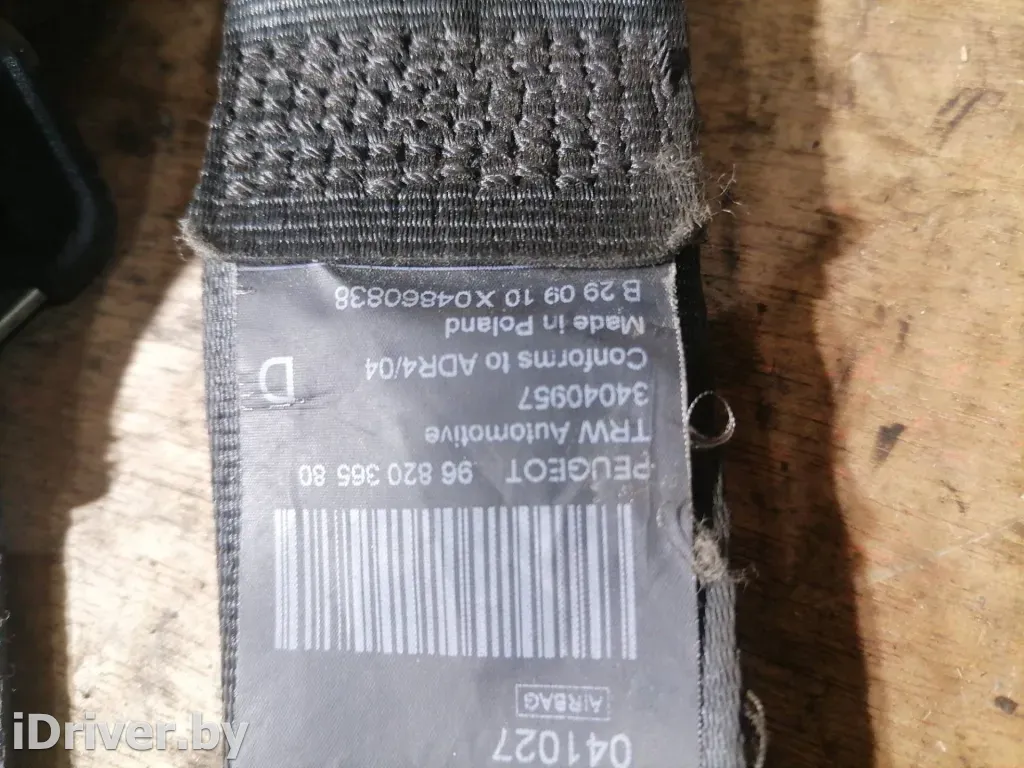 041027
AIRBAG
PEUGEOT 96 820 365 80
TRW Automotive
34040957
Conforms to ADR4/04
D
Made in Poland
B 29 09 10 X04860838
iDriver.by